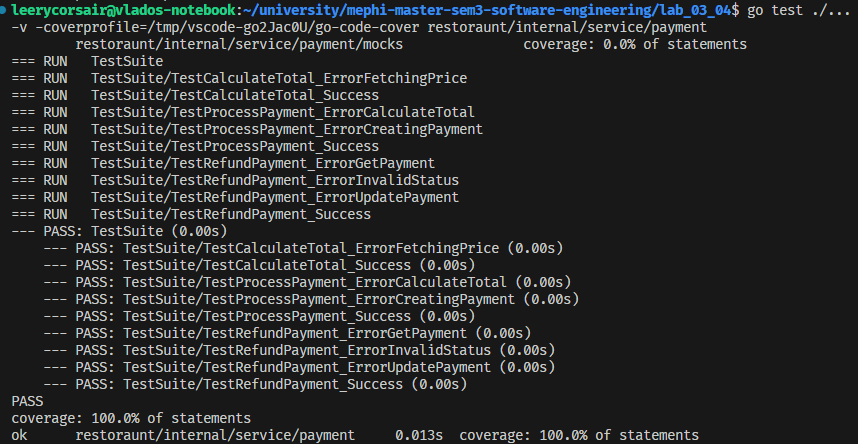 leerycorsair@vlados-notebook:~/university/mephi-master-sem3-software-engineering/lab_03_04$ go test ./...
-v -coverprofile=/tmp/vscode-go2Jac0U/go-code-cover restoraunt/internal/service/payment
        restoraunt/internal/service/payment/mocks               coverage: 0.0% of statements
=== RUN   TestSuite
=== RUN   TestSuite/TestCalculateTotal_ErrorFetchingPrice
=== RUN   TestSuite/TestCalculateTotal_Success
=== RUN   TestSuite/TestProcessPayment_ErrorCalculateTotal
=== RUN   TestSuite/TestProcessPayment_ErrorCreatingPayment
=== RUN   TestSuite/TestProcessPayment_Success
=== RUN   TestSuite/TestRefundPayment_ErrorGetPayment
=== RUN   TestSuite/TestRefundPayment_ErrorInvalidStatus
=== RUN   TestSuite/TestRefundPayment_ErrorUpdatePayment
=== RUN   TestSuite/TestRefundPayment_Success
--- PASS: TestSuite (0.00s)
    --- PASS: TestSuite/TestCalculateTotal_ErrorFetchingPrice (0.00s)
    --- PASS: TestSuite/TestCalculateTotal_Success (0.00s)
    --- PASS: TestSuite/TestProcessPayment_ErrorCalculateTotal (0.00s)
    --- PASS: TestSuite/TestProcessPayment_ErrorCreatingPayment (0.00s)
    --- PASS: TestSuite/TestProcessPayment_Success (0.00s)
    --- PASS: TestSuite/TestRefundPayment_ErrorGetPayment (0.00s)
    --- PASS: TestSuite/TestRefundPayment_ErrorInvalidStatus (0.00s)
    --- PASS: TestSuite/TestRefundPayment_ErrorUpdatePayment (0.00s)
    --- PASS: TestSuite/TestRefundPayment_Success (0.00s)
PASS
coverage: 100.0% of statements
ok      restoraunt/internal/service/payment     0.013s  coverage: 100.0% of statements